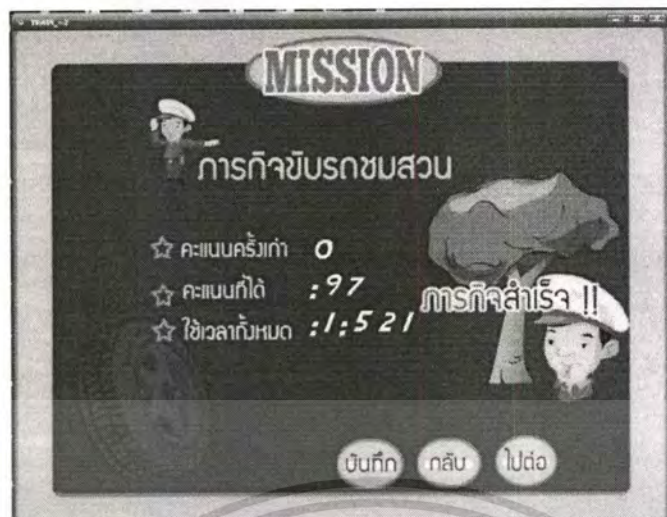 MISSION
ภารกิจขับรถชมสวน
คะแนนครั้งเก่า 0
คะแนนที่ได้ :97
ใช้เวลาทั้งหมด :1:521
ภารกิจสำเร็จ !!
บันทึก กลับ ไปต่อ